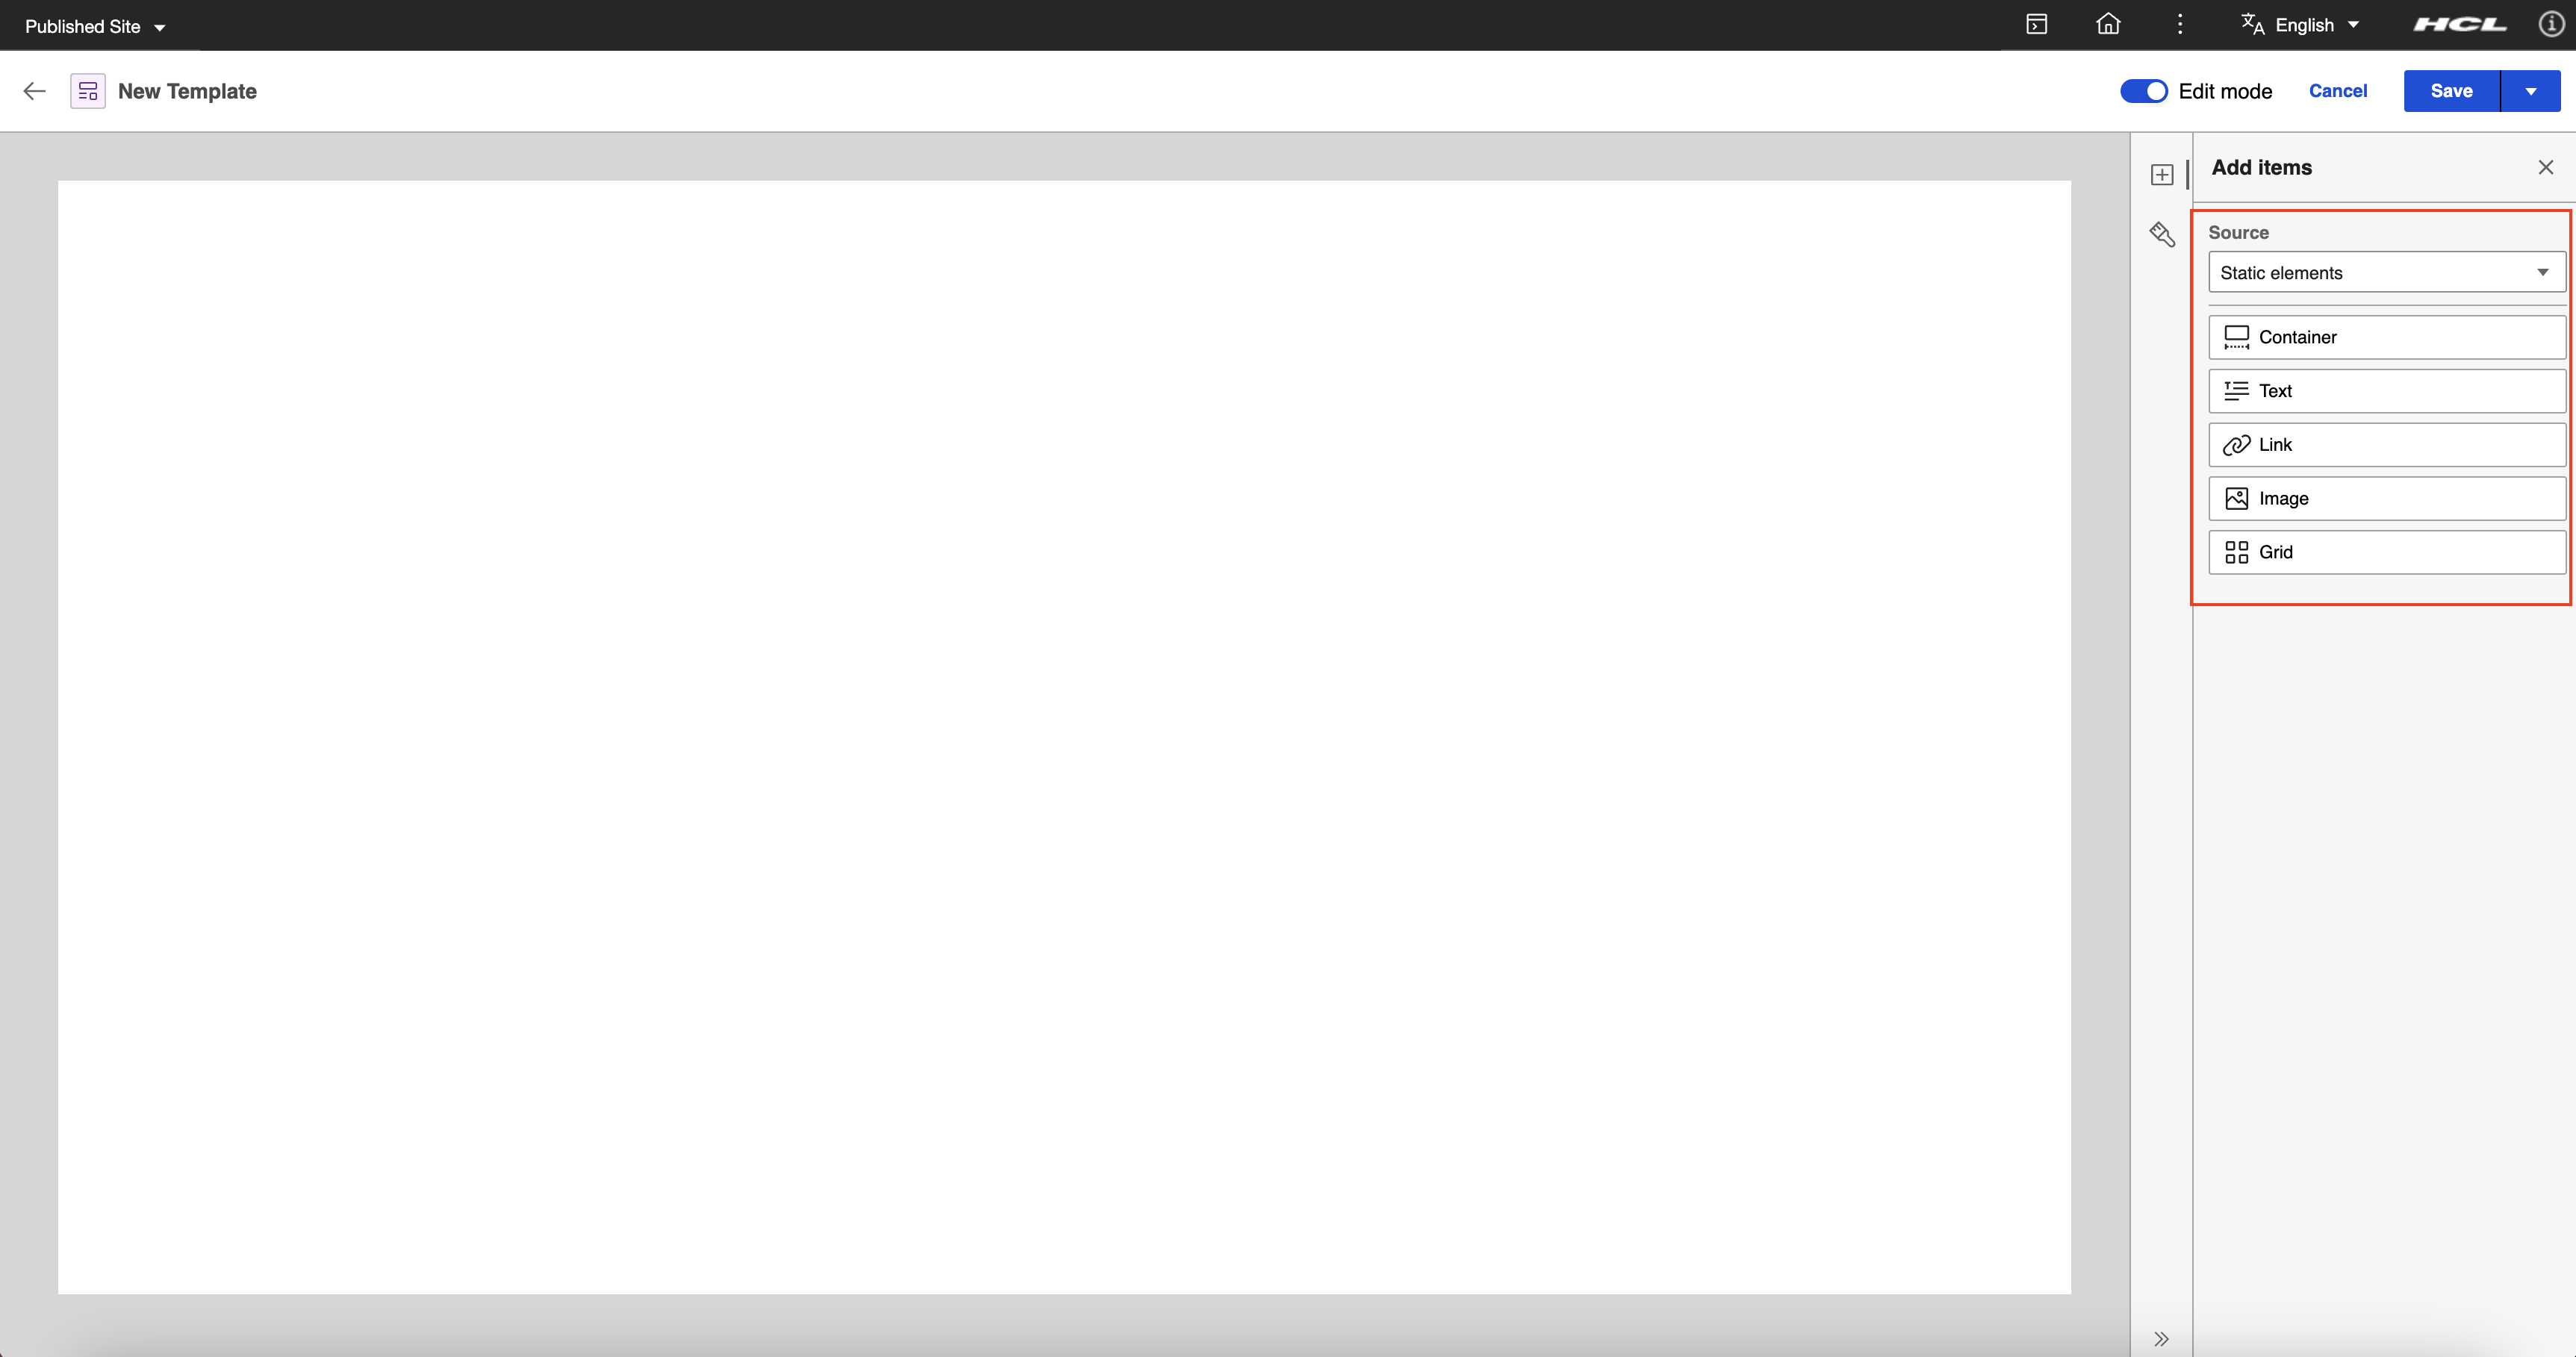 Published Site
English
HCL
New Template
Edit mode
Cancel
Save
Add items
Source
Static elements
Container
Text
Link
Image
Grid